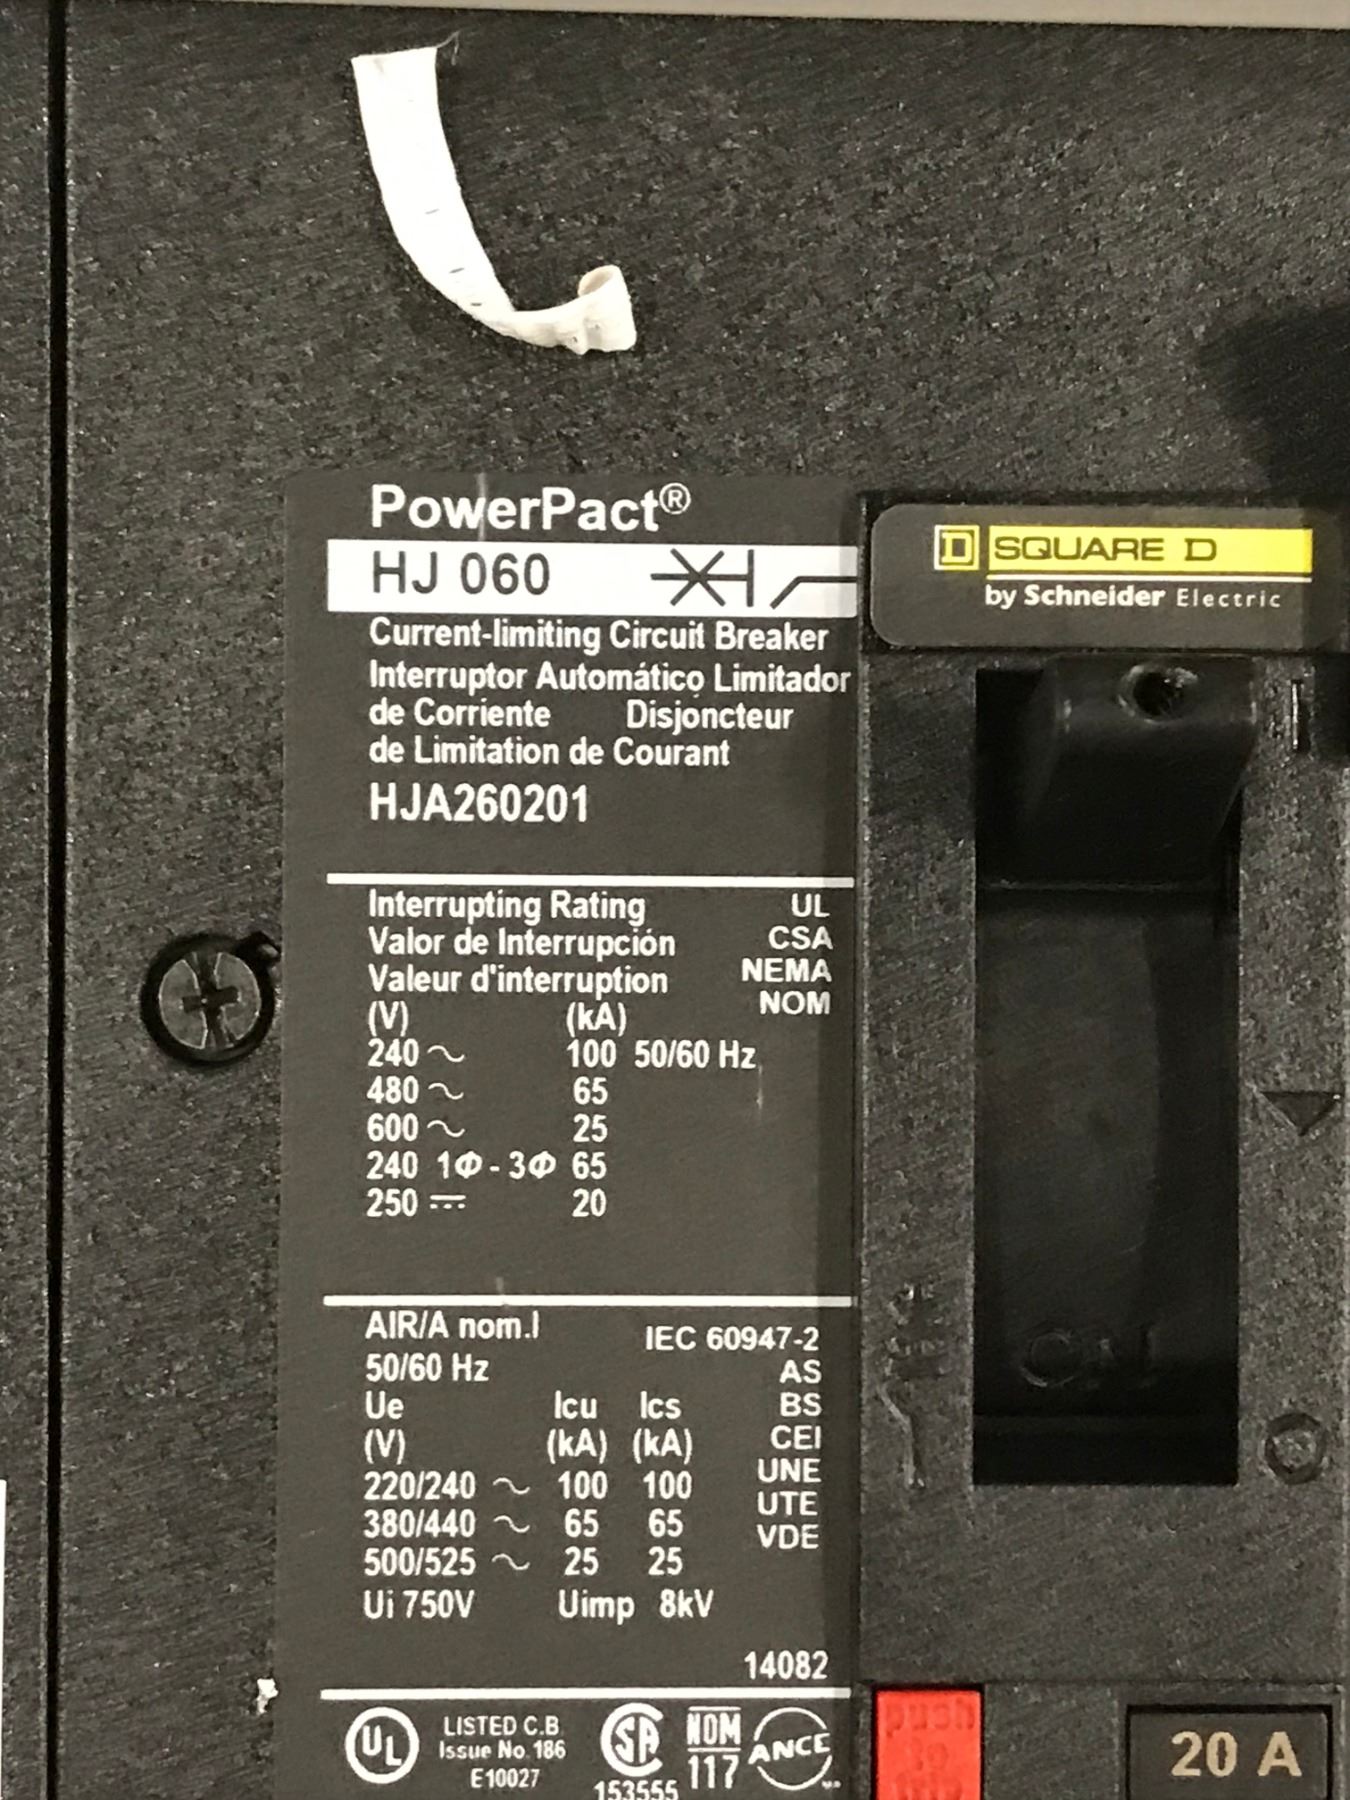 PowerPact®
HJ 060
SQUARE D
by Schneider Electric
Current-limiting Circuit Breaker
Interruptor Automático Limitador
de Corriente Disjoncteur
de Limitation de Courant
HJA260201
Interrupting Rating UL
Valor de Interrupción CSA
Valeur d'interruption NEMA
NOM
(V) (kA)
240 ~ 100 50/60 Hz
480 ~ 65
600 ~ 25
240 1Φ - 3Φ 65
250 ⎓ 20
AIR/A nom.I IEC 60947-2
50/60 Hz AS
Ue Icu Ics BS
(V) (kA) (kA) CEI
220/240 ~ 100 100 UNE
380/440 ~ 65 65 UTE
500/525 ~ 25 25 VDE
Ui 750V Uimp 8kV
14082
UL
LISTED C.B.
Issue No. 186
E10027
SA
153555
NOM
117
ANCE
I
ON
O
push
to
20 A